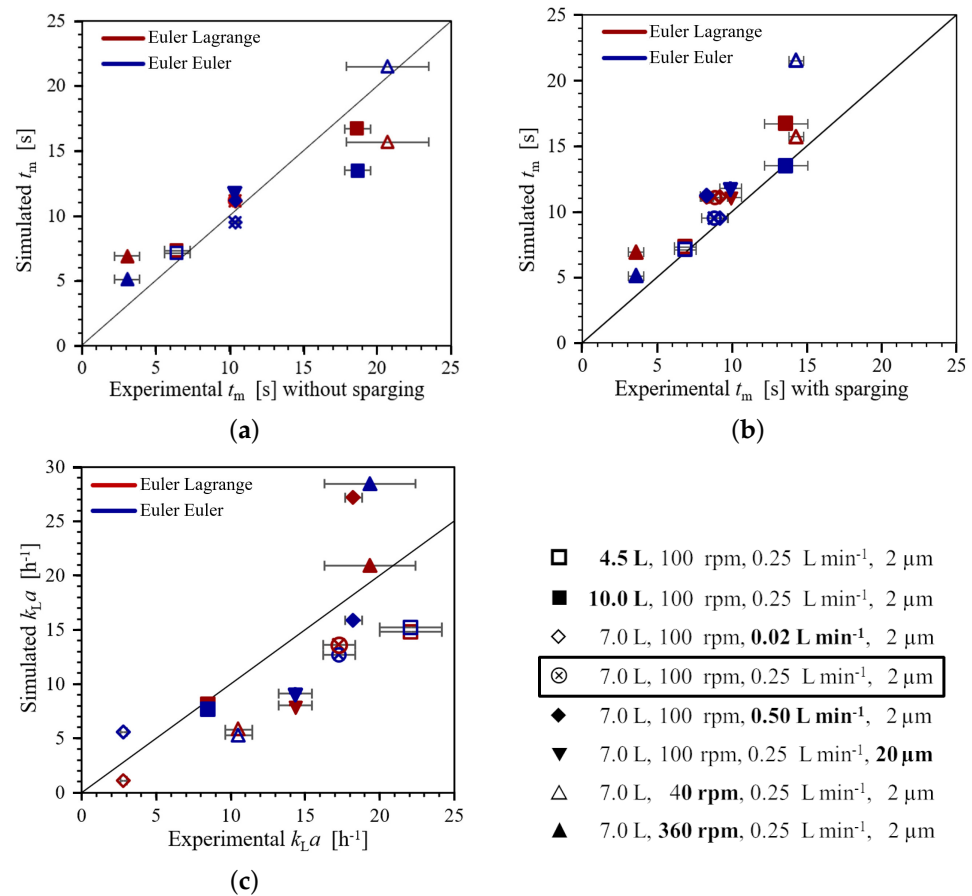 Euler Lagrange
Euler Euler
Simulated tm [s]
25
20
15
10
5
0
0 5 10 15 20 25
Experimental tm [s] without sparging
(a)
Euler Lagrange
Euler Euler
Simulated tm [s]
25
20
15
10
5
0
0 5 10 15 20 25
Experimental tm [s] with sparging
(b)
Euler Lagrange
Euler Euler
Simulated kLa [h-1]
30
25
20
15
10
5
0
0 5 10 15 20 25
Experimental kLa [h-1]
(c)
4.5 L, 100 rpm, 0.25 L min-1, 2 µm
10.0 L, 100 rpm, 0.25 L min-1, 2 µm
7.0 L, 100 rpm, 0.02 L min-1, 2 µm
7.0 L, 100 rpm, 0.25 L min-1, 2 µm
7.0 L, 100 rpm, 0.50 L min-1, 2 µm
7.0 L, 100 rpm, 0.25 L min-1, 20 µm
7.0 L, 40 rpm, 0.25 L min-1, 2 µm
7.0 L, 360 rpm, 0.25 L min-1, 2 µm